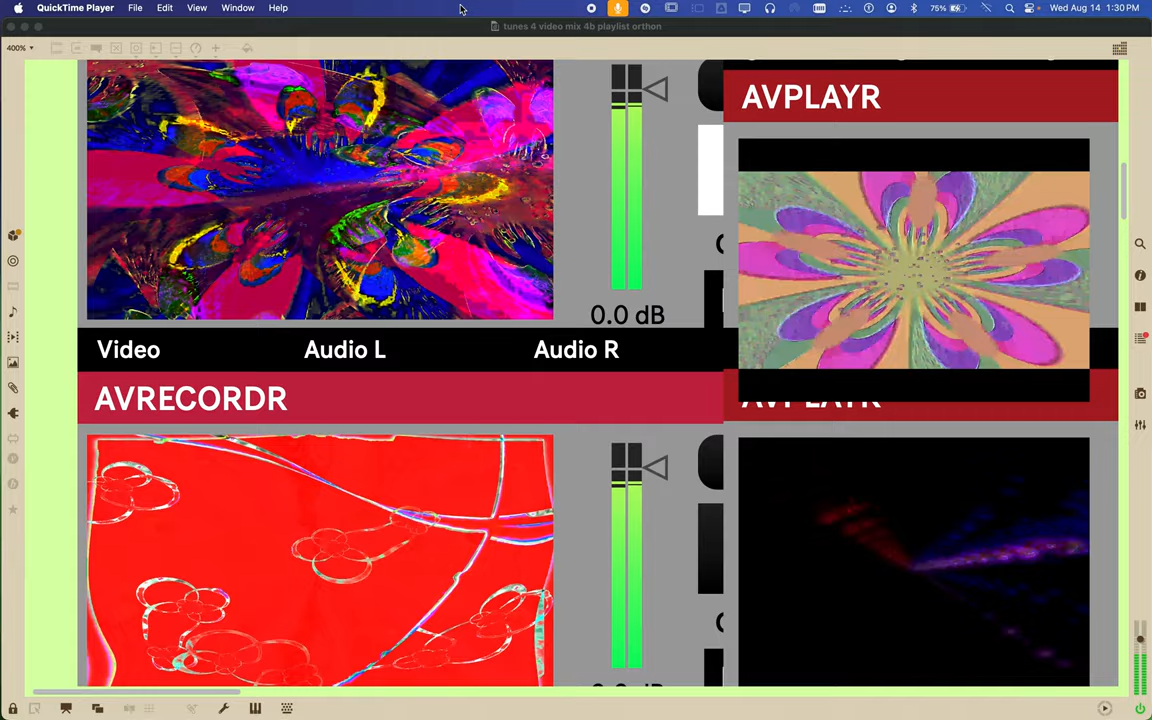 QuickTime Player File Edit View Window Help 75% Wed Aug 14 1:30 PM
tunes 4 video mix 4b playlist orthon
400%
AVPLAYR
0.0 dB
Video Audio L Audio R
AVRECORDR
AVPLAYR